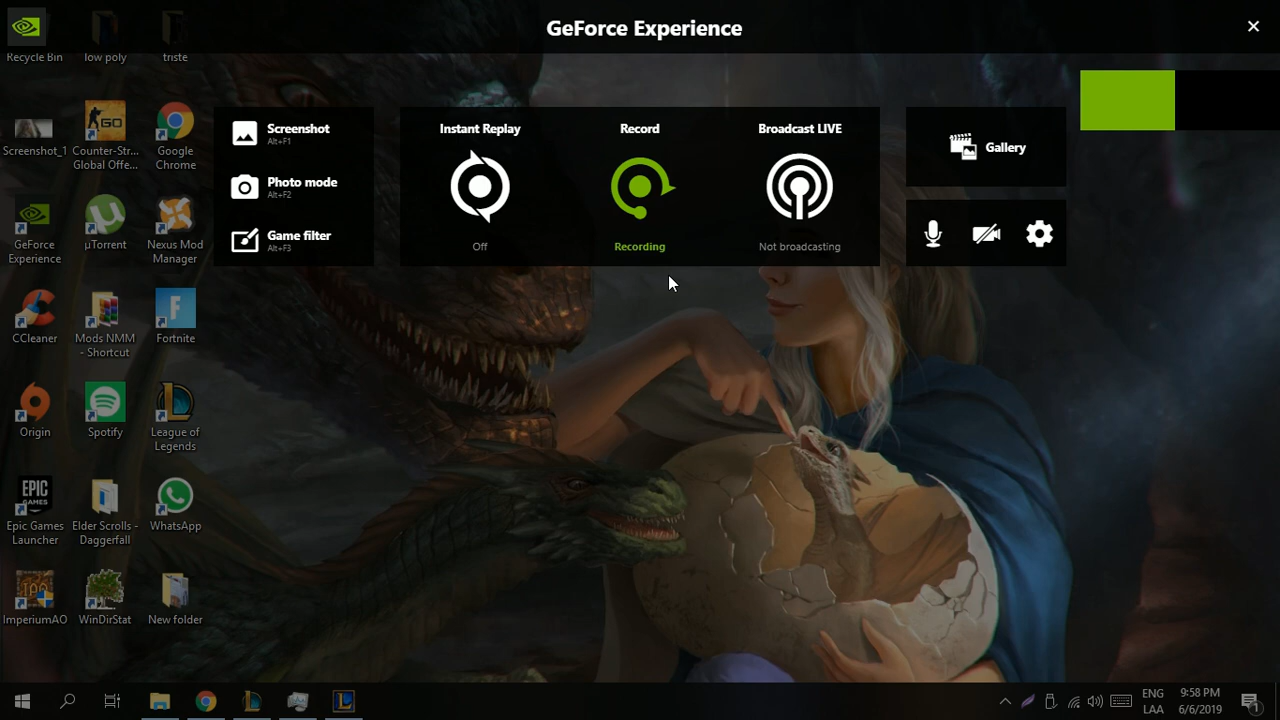 GeForce Experience
Recycle Bin
low poly
triste
Screenshot
Alt+F1
Photo mode
Alt+F2
Game filter
Alt+F3
Instant Replay
Off
Record
Recording
Broadcast LIVE
Not broadcasting
Gallery
Screenshot_1
Counter-Str...
Global Offe...
GO
Google
Chrome
GeForce
Experience
µTorrent
Nexus Mod
Manager
CCleaner
Mods NMM
- Shortcut
Fortnite
Origin
Spotify
League of
Legends
EPIC
GAMES
Epic Games
Launcher
Elder Scrolls -
Daggerfall
WhatsApp
ImperiumAO
WinDirStat
New folder
ENG
LAA
9:58 PM
6/6/2019
1